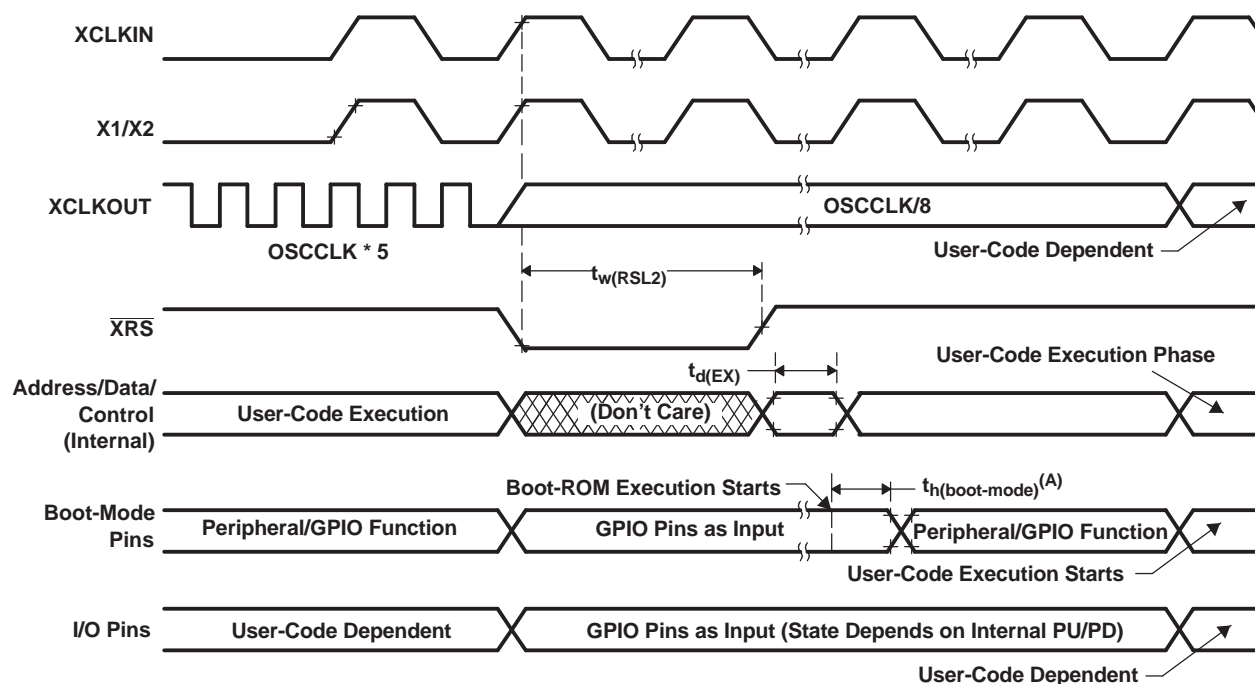 XCLKIN
X1/X2
XCLKOUT
OSCCLK/8
OSCCLK * 5
User-Code Dependent
tw(RSL2)
XRS
User-Code Execution Phase
td(EX)
Address/Data/
Control
(Internal)
User-Code Execution
(Don't Care)
Boot-ROM Execution Starts
th(boot-mode)(A)
Boot-Mode
Pins
Peripheral/GPIO Function
GPIO Pins as Input
Peripheral/GPIO Function
User-Code Execution Starts
I/O Pins
User-Code Dependent
GPIO Pins as Input (State Depends on Internal PU/PD)
User-Code Dependent